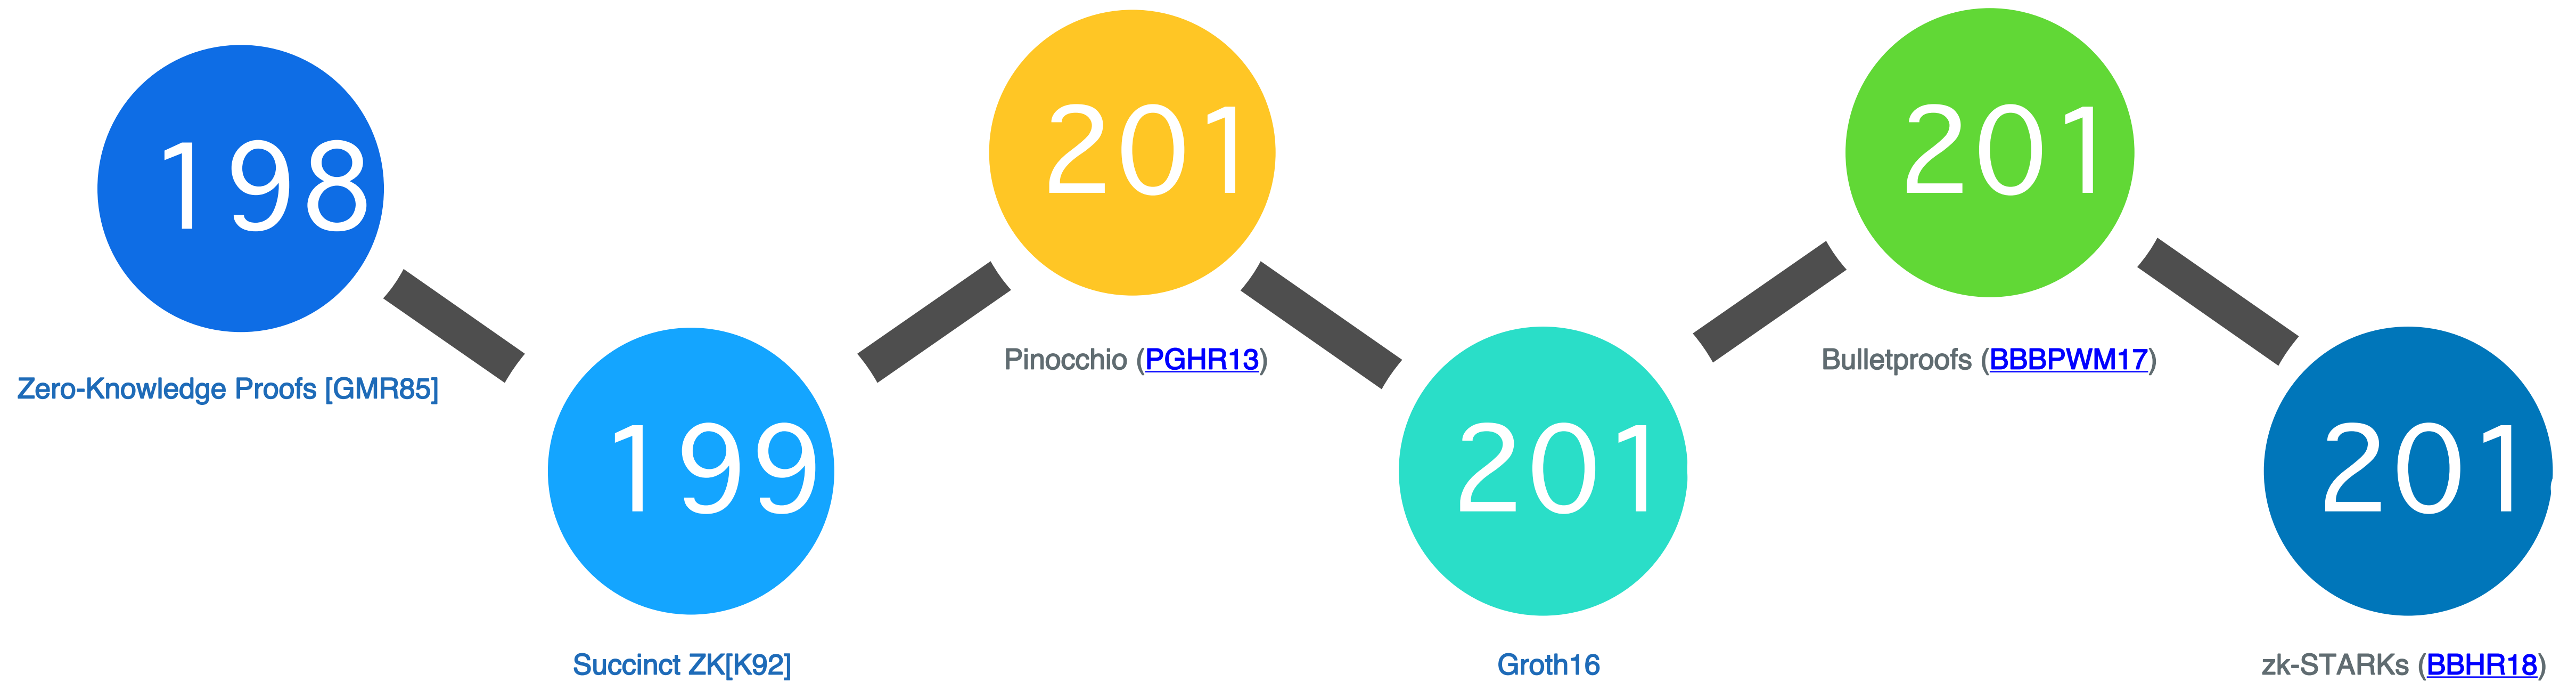 198
Zero-Knowledge Proofs [GMR85]
199
Succinct ZK[K92]
201
Pinocchio (PGHR13)
201
Groth16
201
Bulletproofs (BBBPWM17)
201
zk-STARKs (BBHR18)